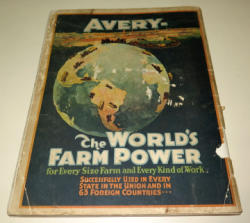 AVERY-
The WORLD'S
FARM POWER
for Every Size Farm and Every Kind of Work.
SUCCESSFULLY USED IN EVERY
STATE IN THE UNION AND IN
63 FOREIGN COUNTRIES...